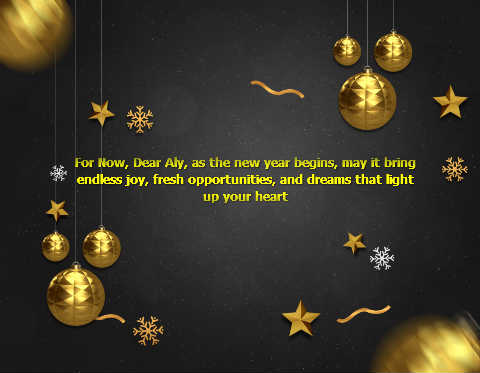 For Now, Dear Aly, as the new year begins, may it bring
endless joy, fresh opportunities, and dreams that light
up your heart